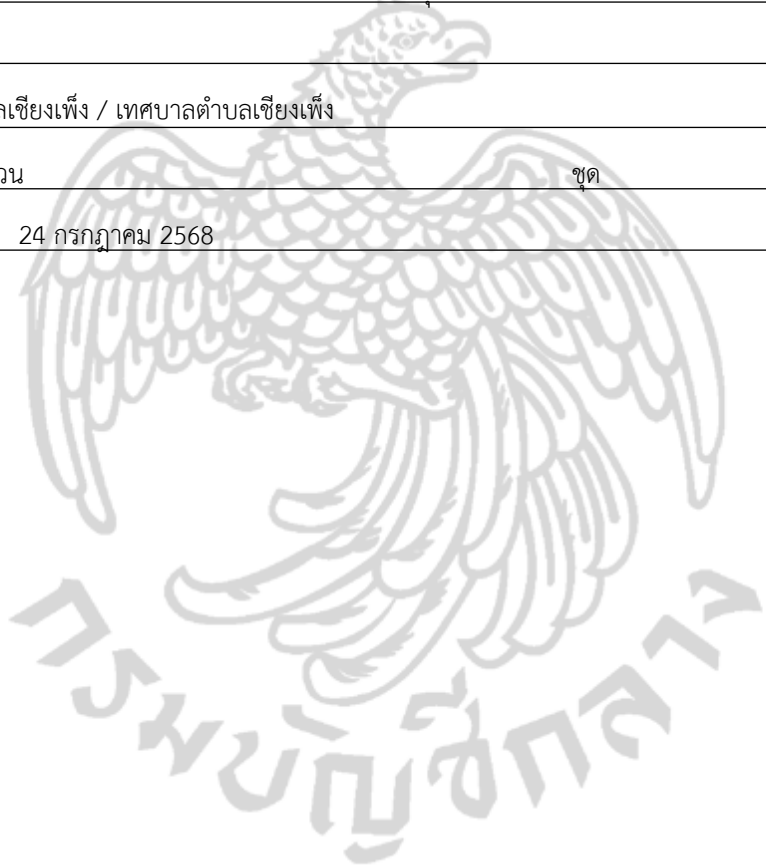 ลเชียงเพ็ง / เทศบาลตำบลเชียงเพ็ง
วน ชุด
24 กรกฎาคม 2568
กรมบัญชีกลาง